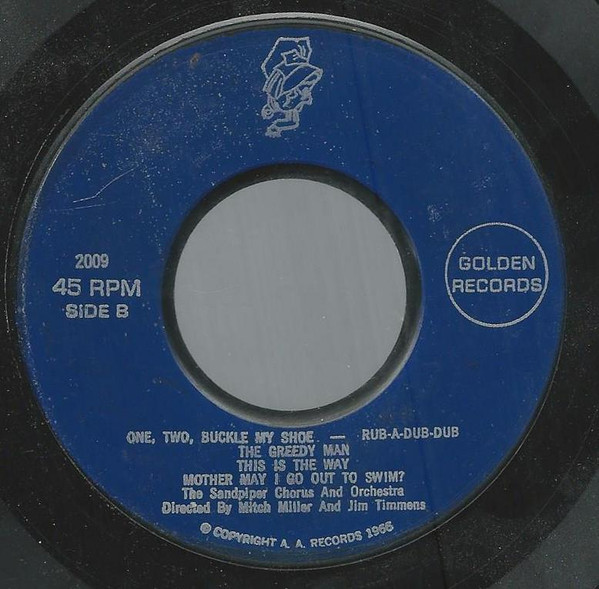 2009
45 RPM
SIDE B
GOLDEN
RECORDS
ONE, TWO, BUCKLE MY SHOE — RUB-A-DUB-DUB
THE GREEDY MAN
THIS IS THE WAY
MOTHER MAY I GO OUT TO SWIM?
The Sandpiper Chorus And Orchestra
Directed By Mitch Miller And Jim Timmens
© COPYRIGHT A. A. RECORDS 1966